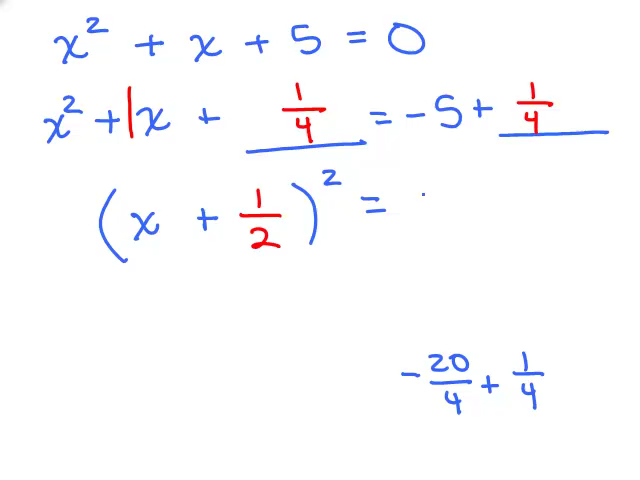 x² + x + 5 = 0
x² + 1x + 1/4 = -5 + 1/4
(x + 1/2)² =
-20/4 + 1/4